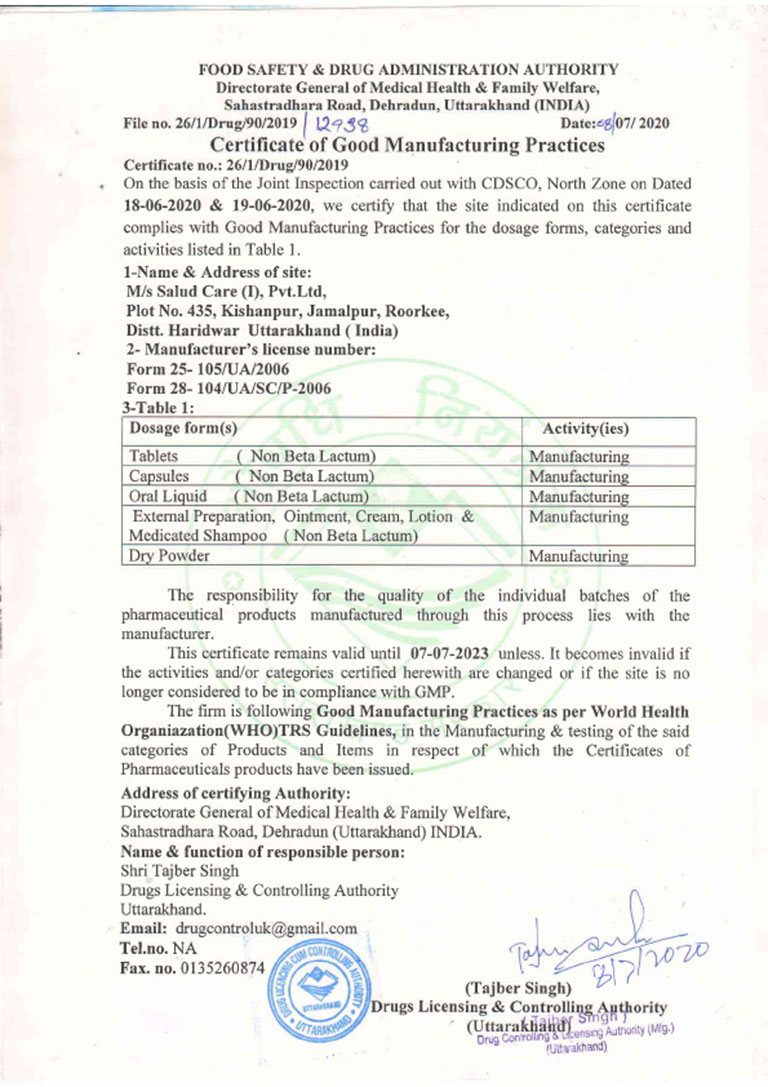 FOOD SAFETY & DRUG ADMINISTRATION AUTHORITY
Directorate General of Medical Health & Family Welfare,
Sahastradhara Road, Dehradun, Uttarakhand (INDIA)
File no. 26/1/Drug/90/2019 / 12938 Date:08/07/ 2020
Certificate of Good Manufacturing Practices
Certificate no.: 26/1/Drug/90/2019
On the basis of the Joint Inspection carried out with CDSCO, North Zone on Dated
18-06-2020 & 19-06-2020, we certify that the site indicated on this certificate
complies with Good Manufacturing Practices for the dosage forms, categories and
activities listed in Table 1.
1-Name & Address of site:
M/s Salud Care (I), Pvt.Ltd,
Plot No. 435, Kishanpur, Jamalpur, Roorkee,
Distt. Haridwar Uttarakhand ( India)
2- Manufacturer's license number:
Form 25- 105/UA/2006
Form 28- 104/UA/SC/P-2006
3-Table 1:
Dosage form(s) Activity(ies)
Tablets ( Non Beta Lactum) Manufacturing
Capsules ( Non Beta Lactum) Manufacturing
Oral Liquid ( Non Beta Lactum) Manufacturing
External Preparation, Ointment, Cream, Lotion & Manufacturing
Medicated Shampoo ( Non Beta Lactum)
Dry Powder Manufacturing
The responsibility for the quality of the individual batches of the
pharmaceutical products manufactured through this process lies with the
manufacturer.
This certificate remains valid until 07-07-2023 unless. It becomes invalid if
the activities and/or categories certified herewith are changed or if the site is no
longer considered to be in compliance with GMP.
The firm is following Good Manufacturing Practices as per World Health
Organiazation(WHO)TRS Guidelines, in the Manufacturing & testing of the said
categories of Products and Items in respect of which the Certificates of
Pharmaceuticals products have been issued.
Address of certifying Authority:
Directorate General of Medical Health & Family Welfare,
Sahastradhara Road, Dehradun (Uttarakhand) INDIA.
Name & function of responsible person:
Shri Tajber Singh
Drugs Licensing & Controlling Authority
Uttarakhand.
Email: drugcontroluk@gmail.com
Tel.no. NA
Fax. no. 0135260874
DRUG LICENCING CUM CONTROLLING AUTHORITY
UTTARAKHAND
8/7/2020
(Tajber Singh)
Drugs Licensing & Controlling Authority
(Uttarakhand)
( Tajber Singh )
Drug Controlling & Licensing Authority (Mfg.)
(Uttarakhand)